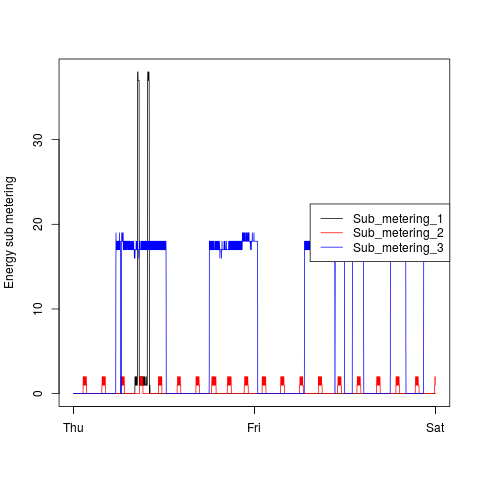 Energy sub metering
30
20
10
0
Sub_metering_1
Sub_metering_2
Sub_metering_3
Thu
Fri
Sat